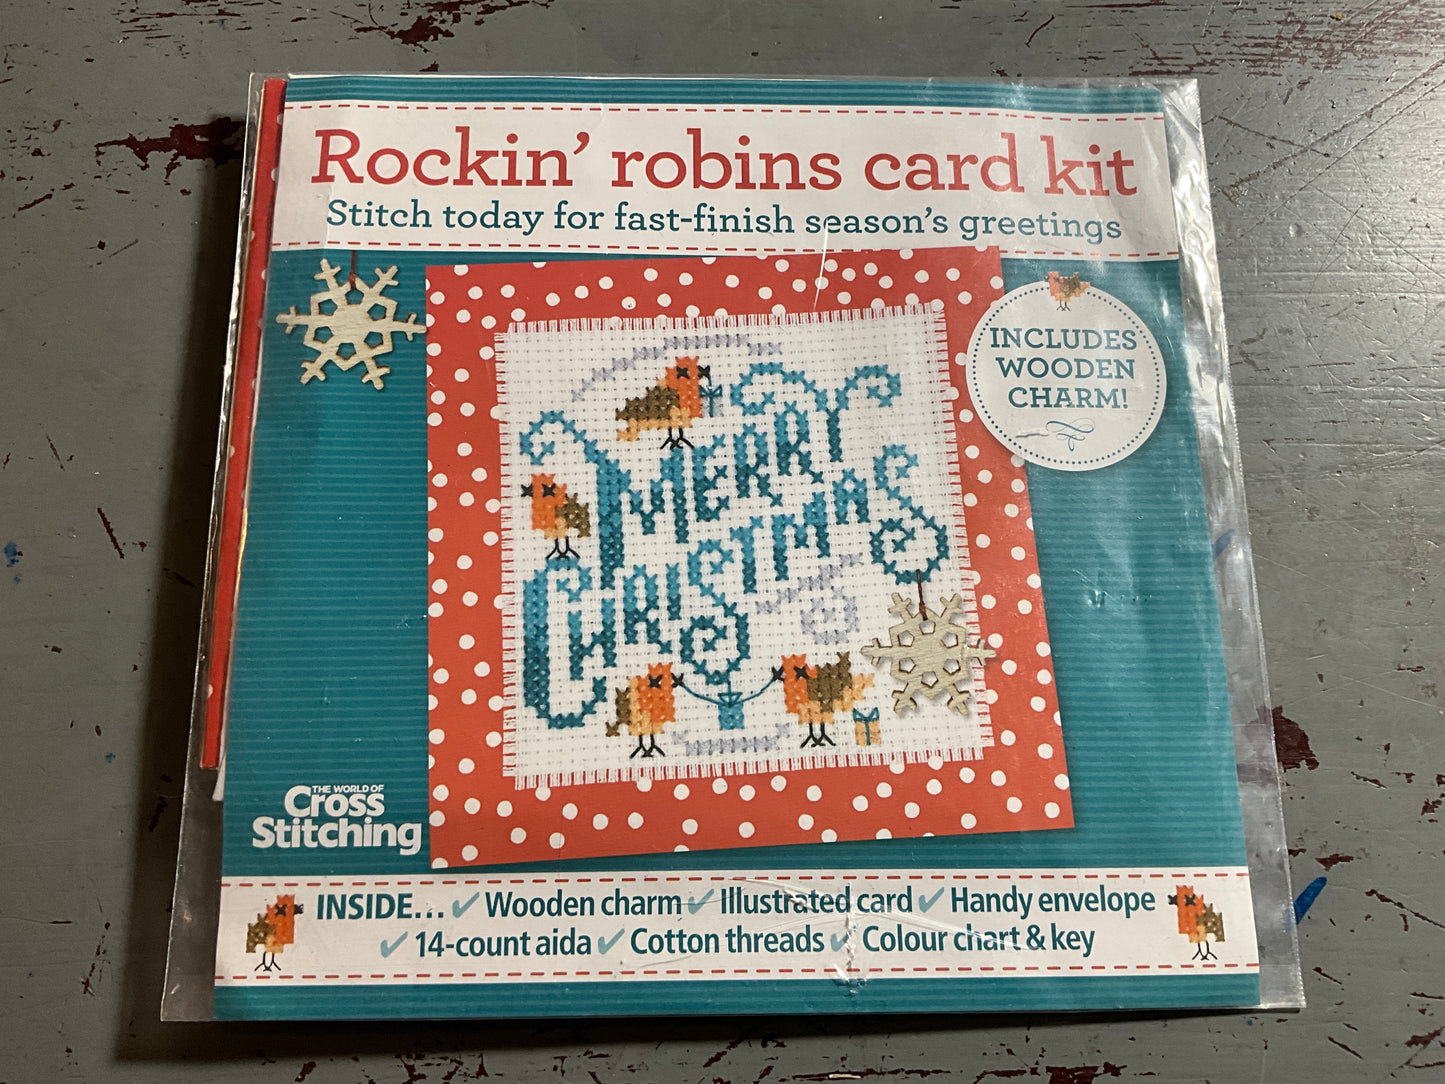 Rockin' robins card kit
Stitch today for fast-finish season's greetings
INCLUDES
WOODEN
CHARM!
MERRY
CHRISTMAS
THE WORLD OF
Cross
Stitching
INSIDE... ✓ Wooden charm ✓ Illustrated card ✓ Handy envelope
✓ 14-count aida ✓ Cotton threads ✓ Colour chart & key